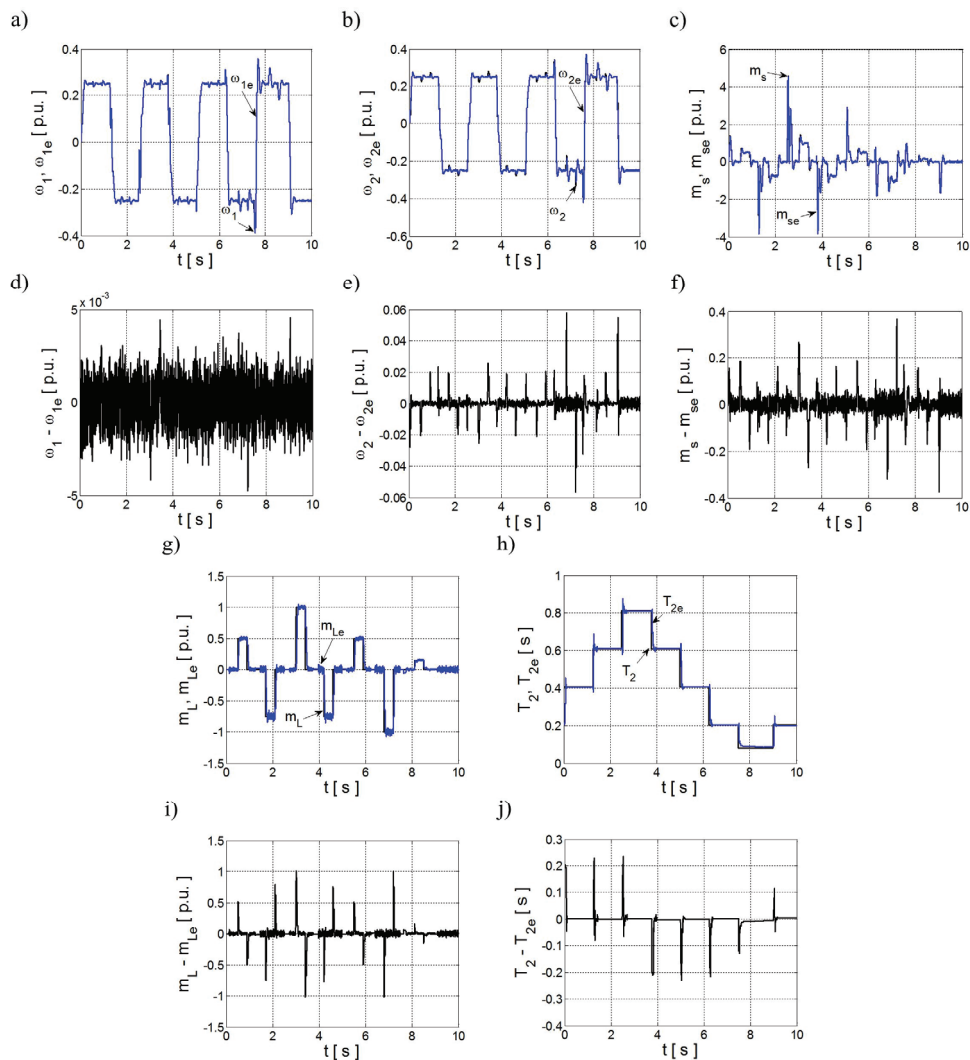 a)
b)
c)
ω1, ω1e [ p.u. ]
0.4
0.2
0
-0.2
-0.4
0 2 4 6 8 10
t [ s ]
ω1e
ω1
ω2, ω2e [ p.u. ]
0.4
0.2
0
-0.2
-0.4
-0.6
0 2 4 6 8 10
t [ s ]
ω2e
ω2
ms, mse [ p.u. ]
6
4
2
0
-2
-4
0 2 4 6 8 10
t [ s ]
ms
mse
d)
e)
f)
ω1 - ω1e [ p.u. ]
x 10^-3
5
0
-5
0 2 4 6 8 10
t [ s ]
ω2 - ω2e [ p.u. ]
0.06
0.04
0.02
0
-0.02
-0.04
-0.06
0 2 4 6 8 10
t [ s ]
ms - mse [ p.u. ]
0.4
0.2
0
-0.2
-0.4
0 2 4 6 8 10
t [ s ]
g)
h)
mL, mLe [ p.u. ]
1.5
1
0.5
0
-0.5
-1
-1.5
0 2 4 6 8 10
t [ s ]
mLe
mL
T2, T2e [ s ]
1
0.8
0.6
0.4
0.2
0
0 2 4 6 8 10
t [ s ]
T2e
T2
i)
j)
mL - mLe [ p.u. ]
1.5
1
0.5
0
-0.5
-1
-1.5
0 2 4 6 8 10
t [ s ]
T2 - T2e [ s ]
0.3
0.2
0.1
0
-0.1
-0.2
-0.3
-0.4
0 2 4 6 8 10
t [ s ]